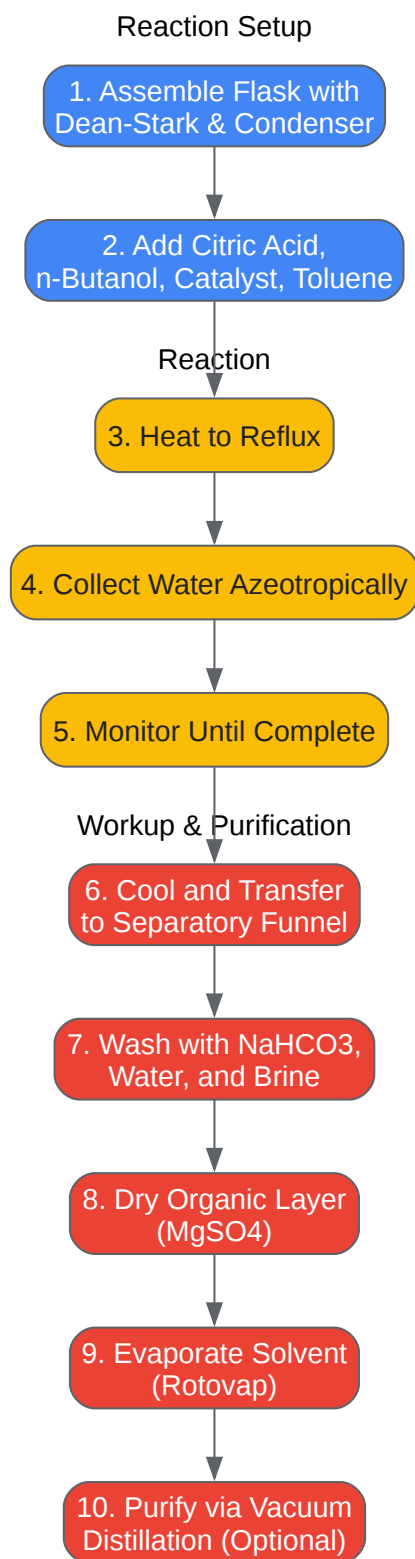 Reaction Setup
1. Assemble Flask with
Dean-Stark & Condenser
2. Add Citric Acid,
n-Butanol, Catalyst, Toluene
Reaction
3. Heat to Reflux
4. Collect Water Azeotropically
5. Monitor Until Complete
Workup & Purification
6. Cool and Transfer
to Separatory Funnel
7. Wash with NaHCO3,
Water, and Brine
8. Dry Organic Layer
(MgSO4)
9. Evaporate Solvent
(Rotovap)
10. Purify via Vacuum
Distillation (Optional)